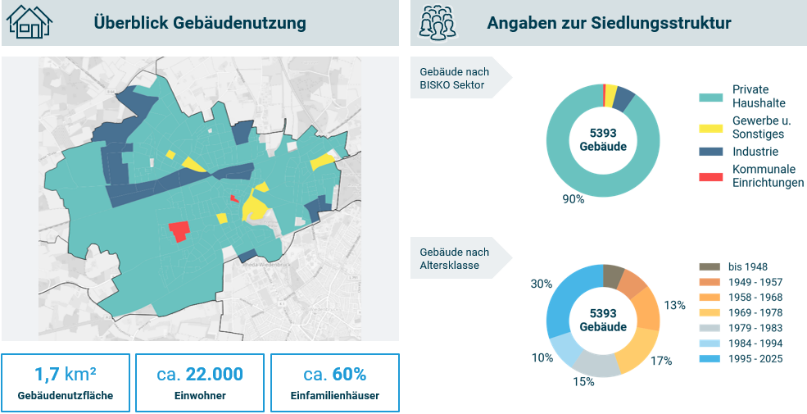 Überblick Gebäudenutzung
1,7 km²
Gebäudenutzfläche
ca. 22.000
Einwohner
ca. 60%
Einfamilienhäuser
Angaben zur Siedlungsstruktur
Gebäude nach
BISKO Sektor
5393
Gebäude
90%
Private
Haushalte
Gewerbe u.
Sonstiges
Industrie
Kommunale
Einrichtungen
Gebäude nach
Altersklasse
30%
13%
5393
Gebäude
10%
17%
15%
bis 1948
1949 - 1957
1958 - 1968
1969 - 1978
1979 - 1983
1984 - 1994
1995 - 2025